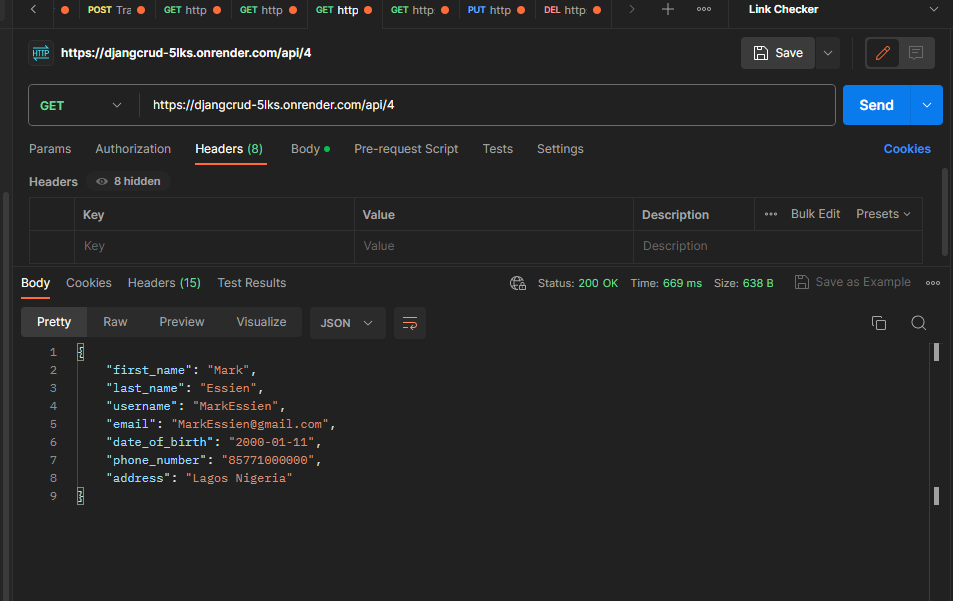 POST Tra GET http GET http GET http GET http PUT http DEL http Link Checker
HTTP https://djangcrud-5lks.onrender.com/api/4 Save
GET https://djangcrud-5lks.onrender.com/api/4 Send
Params Authorization Headers (8) Body Pre-request Script Tests Settings Cookies
Headers 8 hidden
Key Value Description Bulk Edit Presets
Key Value Description
Body Cookies Headers (15) Test Results Status: 200 OK Time: 669 ms Size: 638 B Save as Example
Pretty Raw Preview Visualize JSON
1 {
2 "first_name": "Mark",
3 "last_name": "Essien",
4 "username": "MarkEssien",
5 "email": "MarkEssien@gmail.com",
6 "date_of_birth": "2000-01-11",
7 "phone_number": "85771000000",
8 "address": "Lagos Nigeria"
9 }